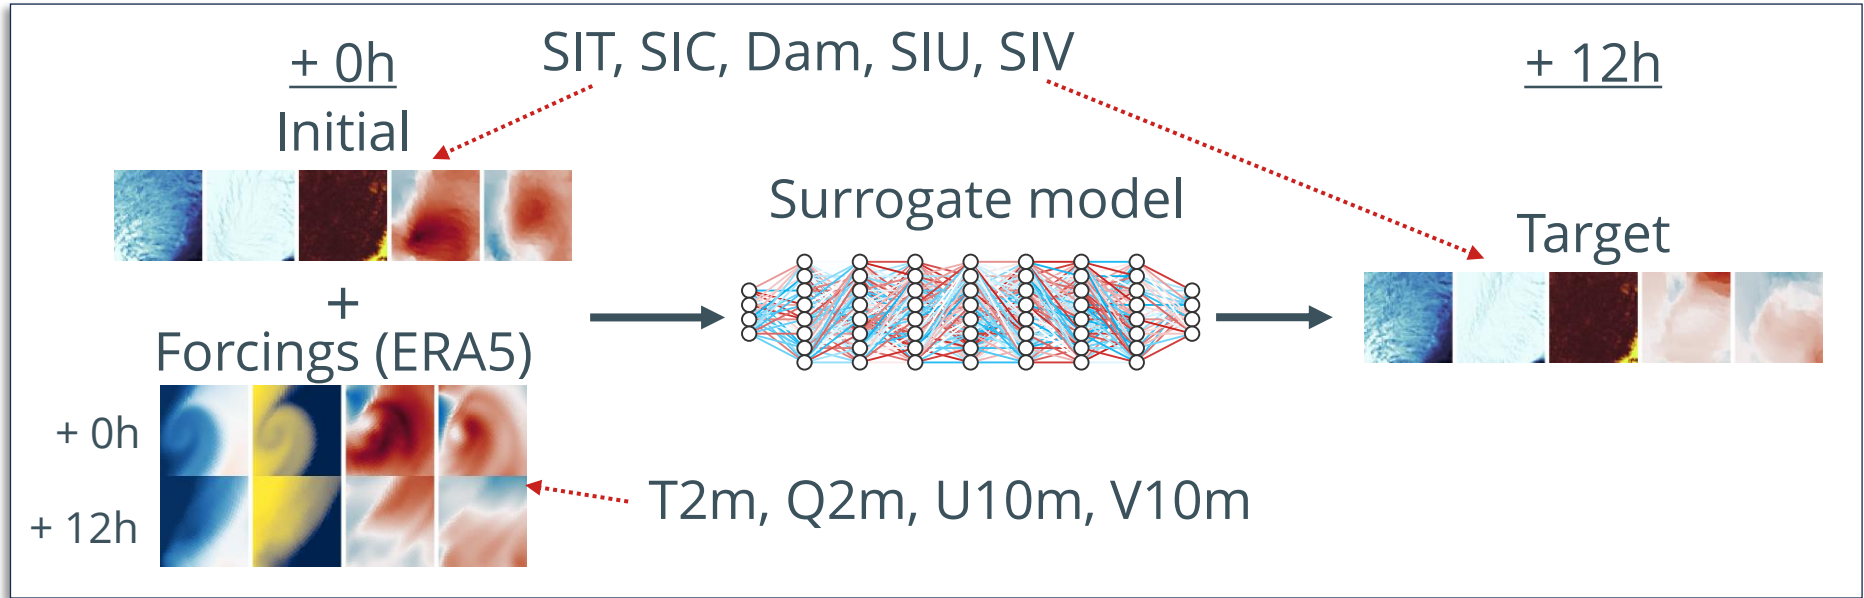 + 0h
SIT, SIC, Dam, SIU, SIV
+ 12h
Initial
Surrogate model
Target
+
Forcings (ERA5)
+ 0h
+ 12h
T2m, Q2m, U10m, V10m